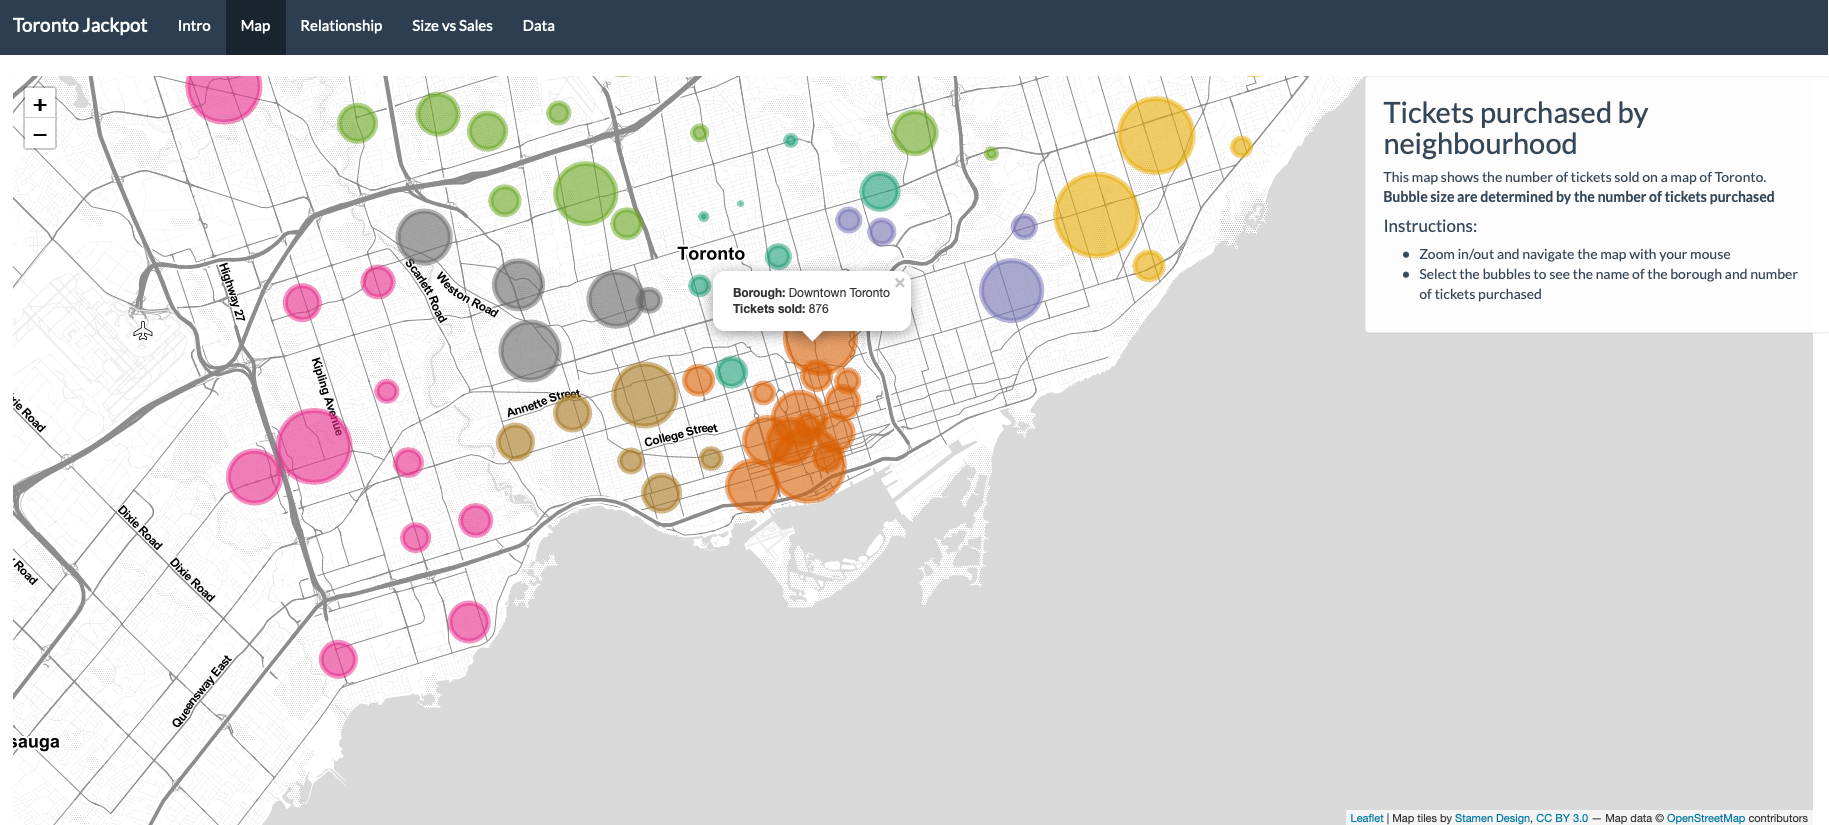 Toronto Jackpot
Intro
Map
Relationship
Size vs Sales
Data
+
−
Tickets purchased by
neighbourhood
This map shows the number of tickets sold on a map of Toronto.
Bubble size are determined by the number of tickets purchased
Instructions:
• Zoom in/out and navigate the map with your mouse
• Select the bubbles to see the name of the borough and number
of tickets purchased
Toronto
Borough: Downtown Toronto
Tickets sold: 876
×
Highway 27
Scarlett Road
Weston Road
Kipling Avenue
Annette Street
College Street
ie Road
Dixie Road
Dixie Road
Road
Queensway East
sauga
Leaflet | Map tiles by Stamen Design, CC BY 3.0 — Map data © OpenStreetMap contributors